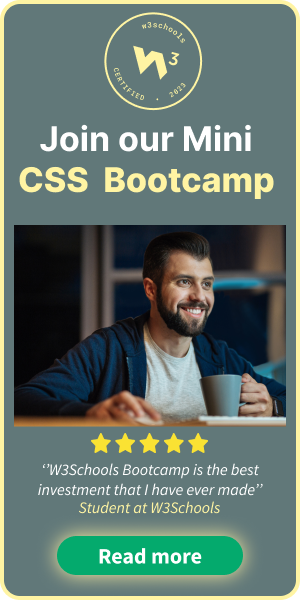 w3schools
W3
CERTIFIED . 2023
Join our Mini
CSS Bootcamp
‘’W3Schools Bootcamp is the best
investment that I have ever made’’
Student at W3Schools
Read more